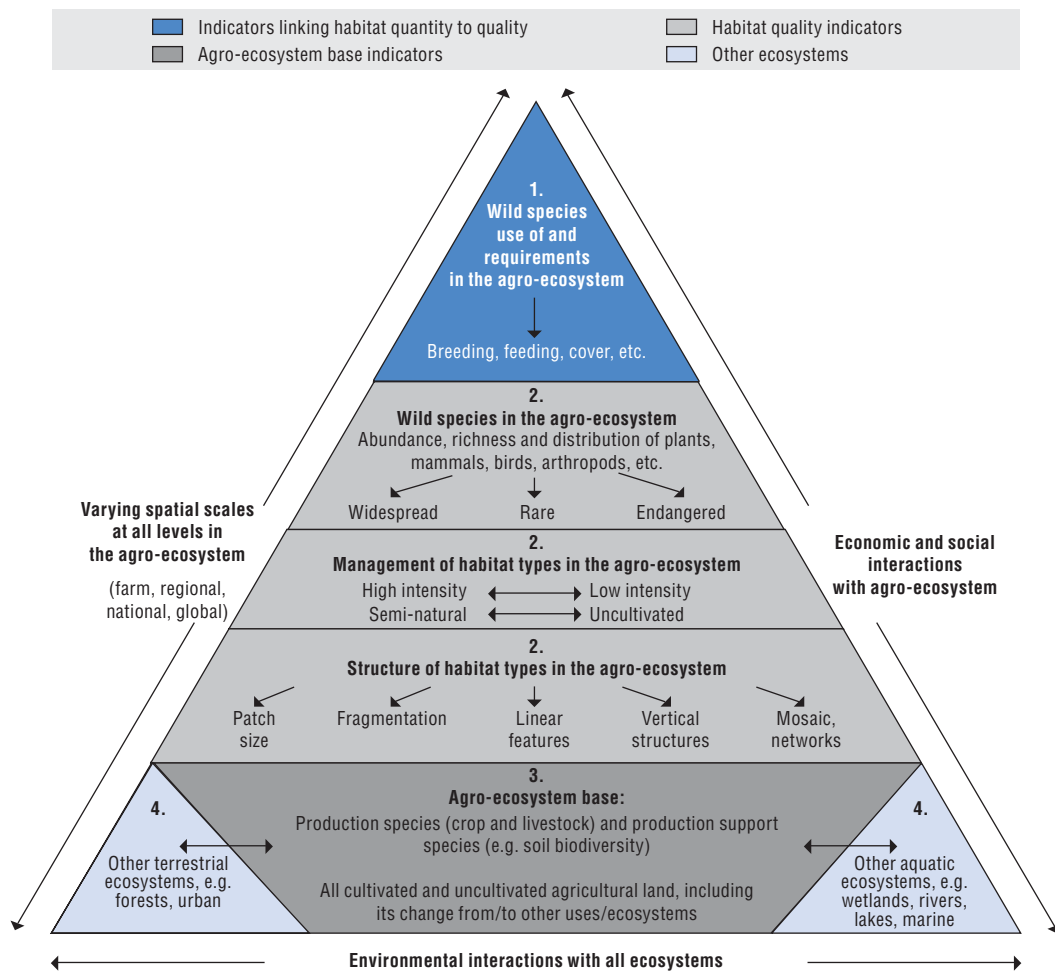 Indicators linking habitat quantity to quality
Habitat quality indicators
Agro-ecosystem base indicators
Other ecosystems
1.
Wild species
use of and
requirements
in the agro-ecosystem
Breeding, feeding, cover, etc.
2.
Wild species in the agro-ecosystem
Abundance, richness and distribution of plants,
mammals, birds, arthropods, etc.
Widespread
Rare
Endangered
Varying spatial scales
at all levels in
the agro-ecosystem
(farm, regional,
national, global)
2.
Management of habitat types in the agro-ecosystem
High intensity
Low intensity
Semi-natural
Uncultivated
Economic and social
interactions
with agro-ecosystem
2.
Structure of habitat types in the agro-ecosystem
Patch
size
Fragmentation
Linear
features
Vertical
structures
Mosaic,
networks
3.
Agro-ecosystem base:
Production species (crop and livestock) and production support
species (e.g. soil biodiversity)
All cultivated and uncultivated agricultural land, including
its change from/to other uses/ecosystems
4.
Other terrestrial
ecosystems, e.g.
forests, urban
4.
Other aquatic
ecosystems, e.g.
wetlands, rivers,
lakes, marine
Environmental interactions with all ecosystems